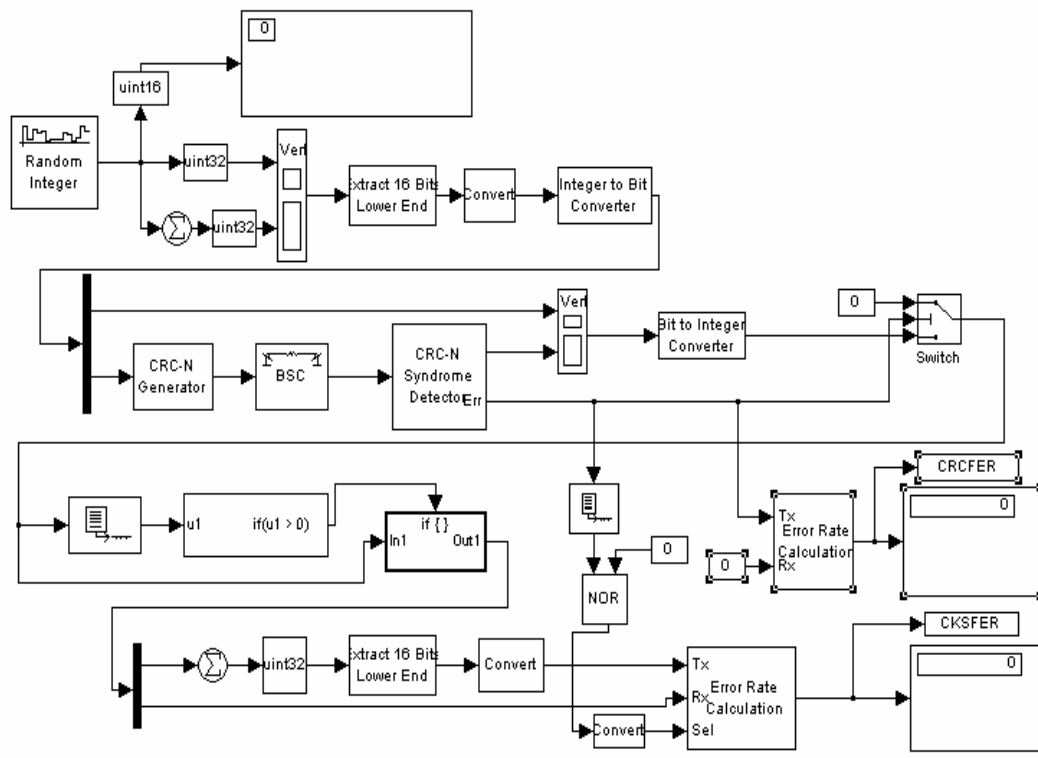 0
uint16
Random
Integer
uint32
Σ
uint32
Vert
Extract 16 Bits
Lower End
Convert
Integer to Bit
Converter
CRC-N
Generator
BSC
CRC-N
Syndrome
Detector
Err
Vert
Bit to Integer
Converter
0
Switch
u1
if(u1 > 0)
if { }
In1
Out1
0
NOR
Tx
Error Rate
Calculation
Rx
0
CRCFER
0
Σ
uint32
Extract 16 Bits
Lower End
Convert
Convert
Tx
Rx
Error Rate
Calculation
Sel
CKSFER
0